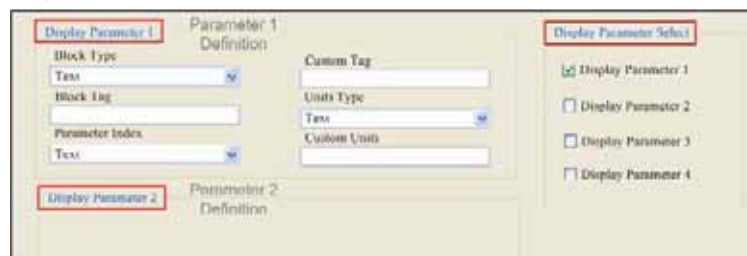 Display Parameter 1
Parameter 1
Definition
Block Type
Text
Block Tag
Parameter Index
Text
Custom Tag
Units Type
Text
Custom Units
Display Parameter 2
Parameter 2
Definition
Display Parameter Select
Display Parameter 1
Display Parameter 2
Display Parameter 3
Display Parameter 4